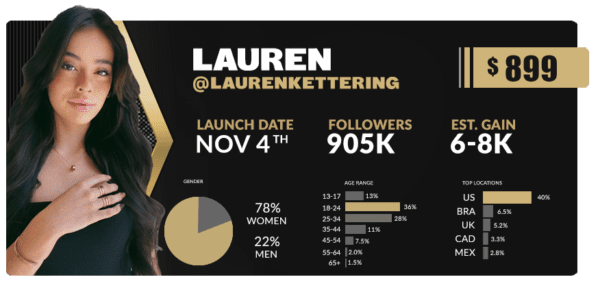 LAUREN
@LAURENKETTERING
$ 899
LAUNCH DATE
NOV 4TH
FOLLOWERS
905K
EST. GAIN
6-8K
GENDER
78%
WOMEN
22%
MEN
AGE RANGE
13-17 13%
18-24 36%
25-34 28%
35-44 11%
45-54 7.5%
55-64 2.0%
65+ 1.5%
TOP LOCATIONS
US 40%
BRA 6.5%
UK 5.2%
CAD 3.3%
MEX 2.8%